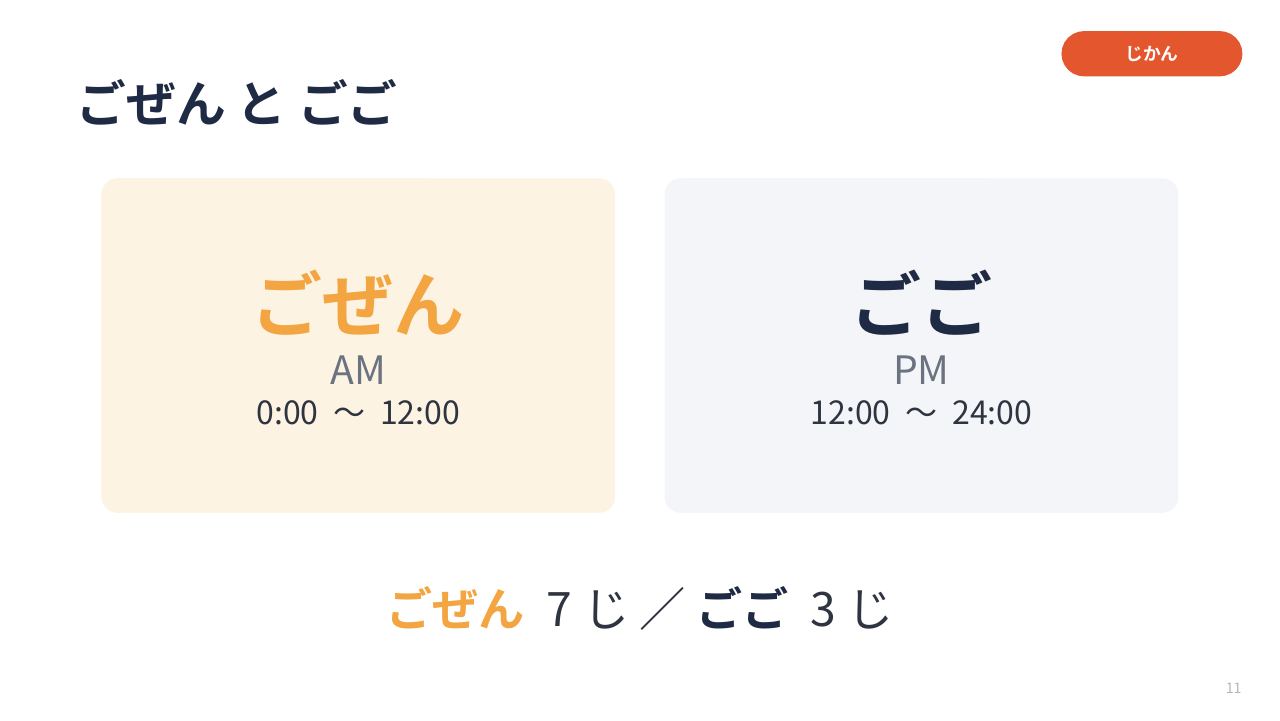 じかん
ごぜん と ごご
ごぜん
AM
0:00 ～ 12:00
ごご
PM
12:00 ～ 24:00
ごぜん 7 じ ／ ごご 3 じ
11